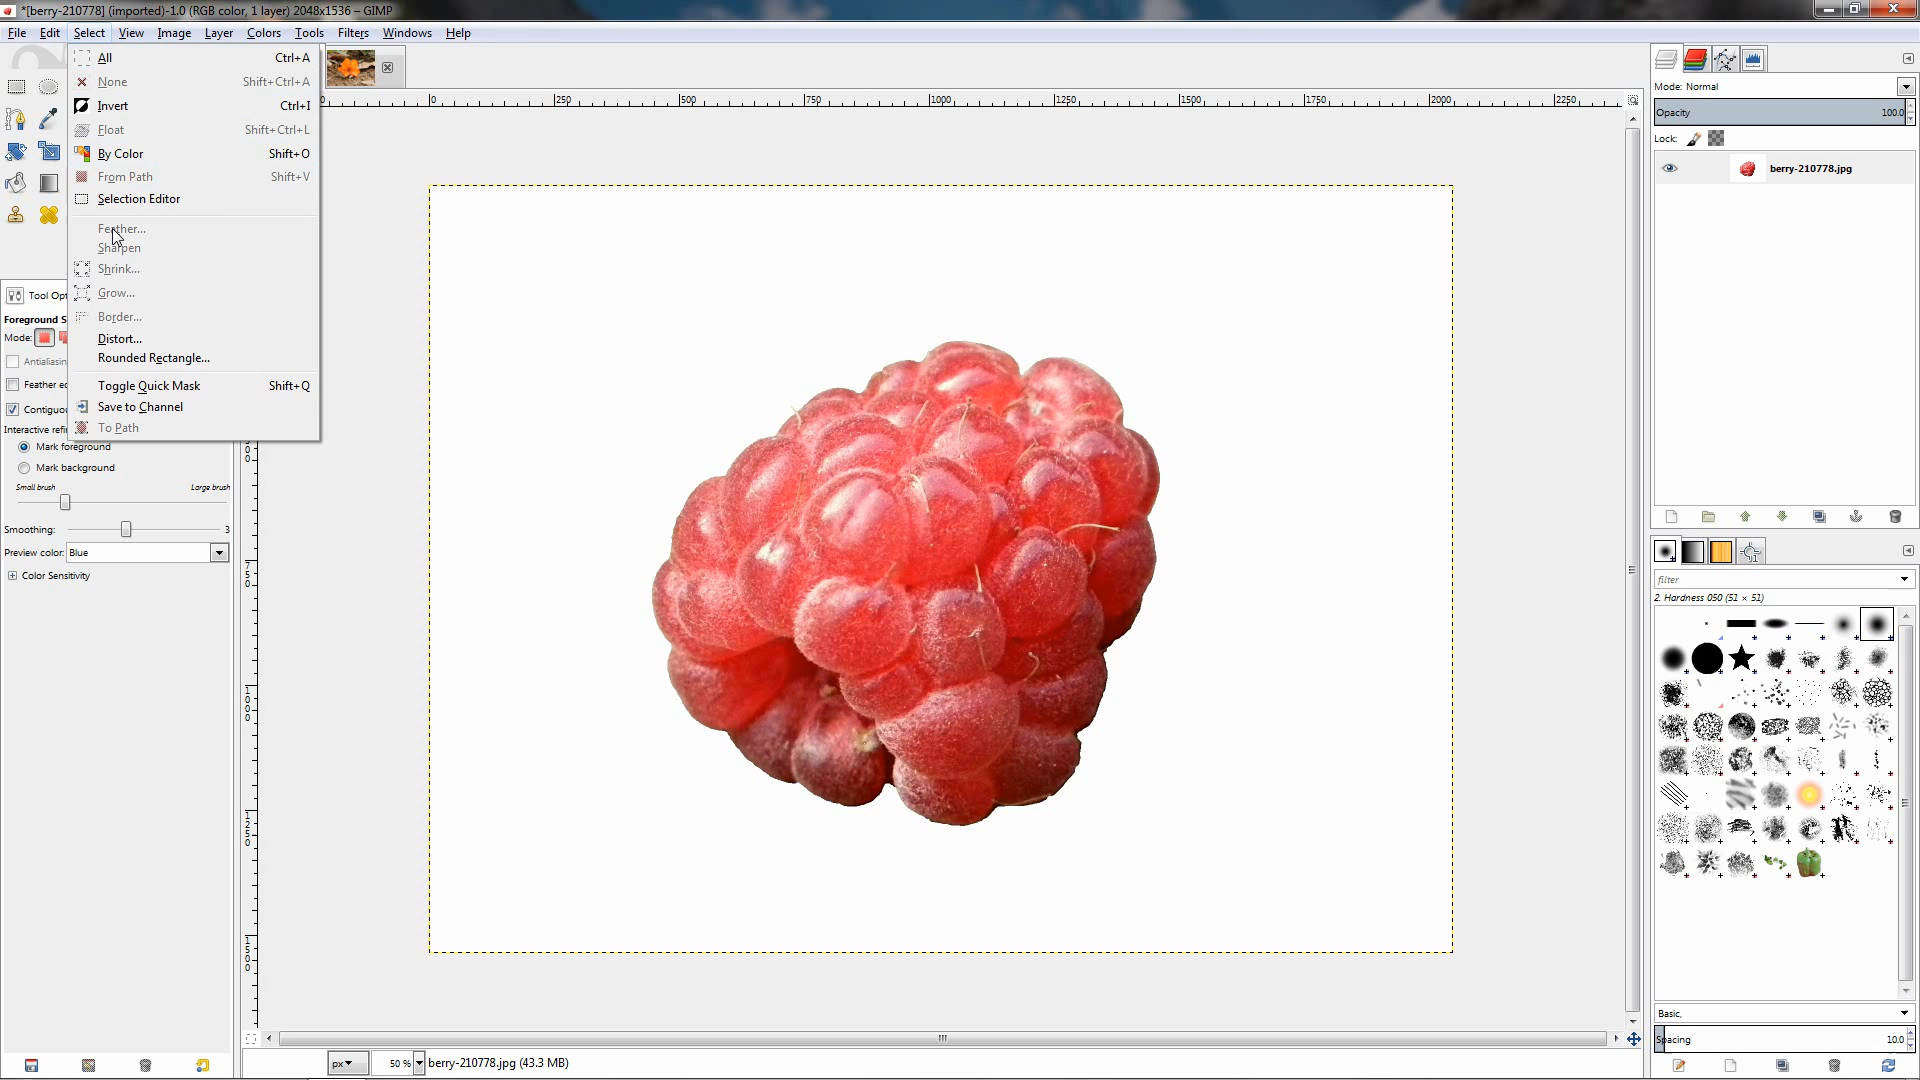 *[berry-210778] (imported)-1.0 (RGB color, 1 layer) 2048x1536 – GIMP
File Edit Select View Image Layer Colors Tools Filters Windows Help
All Ctrl+A
None Shift+Ctrl+A
Invert Ctrl+I
Float Shift+Ctrl+L
By Color Shift+O
From Path Shift+V
Selection Editor
Feather...
Sharpen
Shrink...
Grow...
Border...
Distort...
Rounded Rectangle...
Toggle Quick Mask Shift+Q
Save to Channel
To Path
Tool Opt
Foreground S
Mode:
Antialiasin
Feather ed
Contiguou
Interactive refi
Mark foreground
Mark background
Small brush Large brush
Smoothing: 3
Preview color: Blue
Color Sensitivity
0 250 500 750 1000 1250 1500 1750 2000 2250
750
1000
1250
1500
px 50 % berry-210778.jpg (43.3 MB)
Mode: Normal
Opacity 100.0
Lock:
berry-210778.jpg
filter
2. Hardness 050 (51 × 51)
Basic,
Spacing 10.0